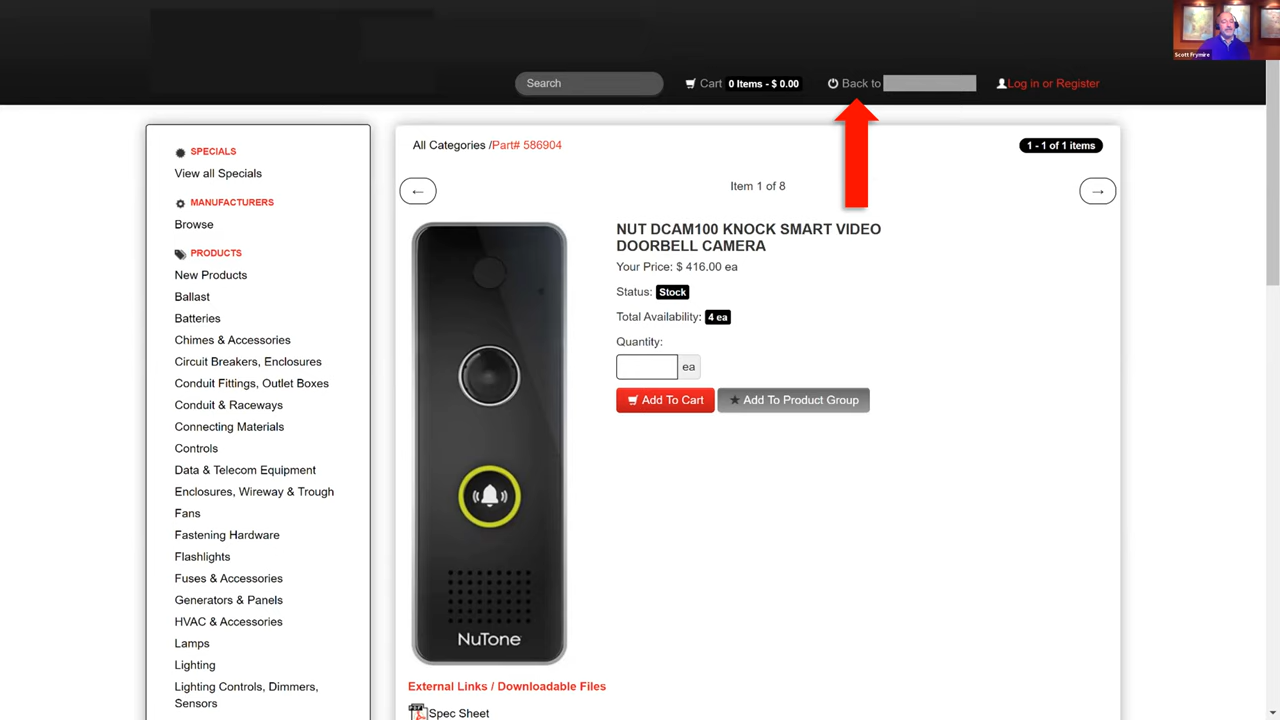 Scott Frymire
Search
Cart 0 Items - $ 0.00
Back to
Log in or Register
SPECIALS
View all Specials
MANUFACTURERS
Browse
PRODUCTS
New Products
Ballast
Batteries
Chimes & Accessories
Circuit Breakers, Enclosures
Conduit Fittings, Outlet Boxes
Conduit & Raceways
Connecting Materials
Controls
Data & Telecom Equipment
Enclosures, Wireway & Trough
Fans
Fastening Hardware
Flashlights
Fuses & Accessories
Generators & Panels
HVAC & Accessories
Lamps
Lighting
Lighting Controls, Dimmers,
Sensors
All Categories /Part# 586904
1 - 1 of 1 items
←
Item 1 of 8
→
NUT DCAM100 KNOCK SMART VIDEO
DOORBELL CAMERA
Your Price: $ 416.00 ea
Status: Stock
Total Availability: 4 ea
Quantity:
ea
Add To Cart
★ Add To Product Group
NuTone
External Links / Downloadable Files
Spec Sheet